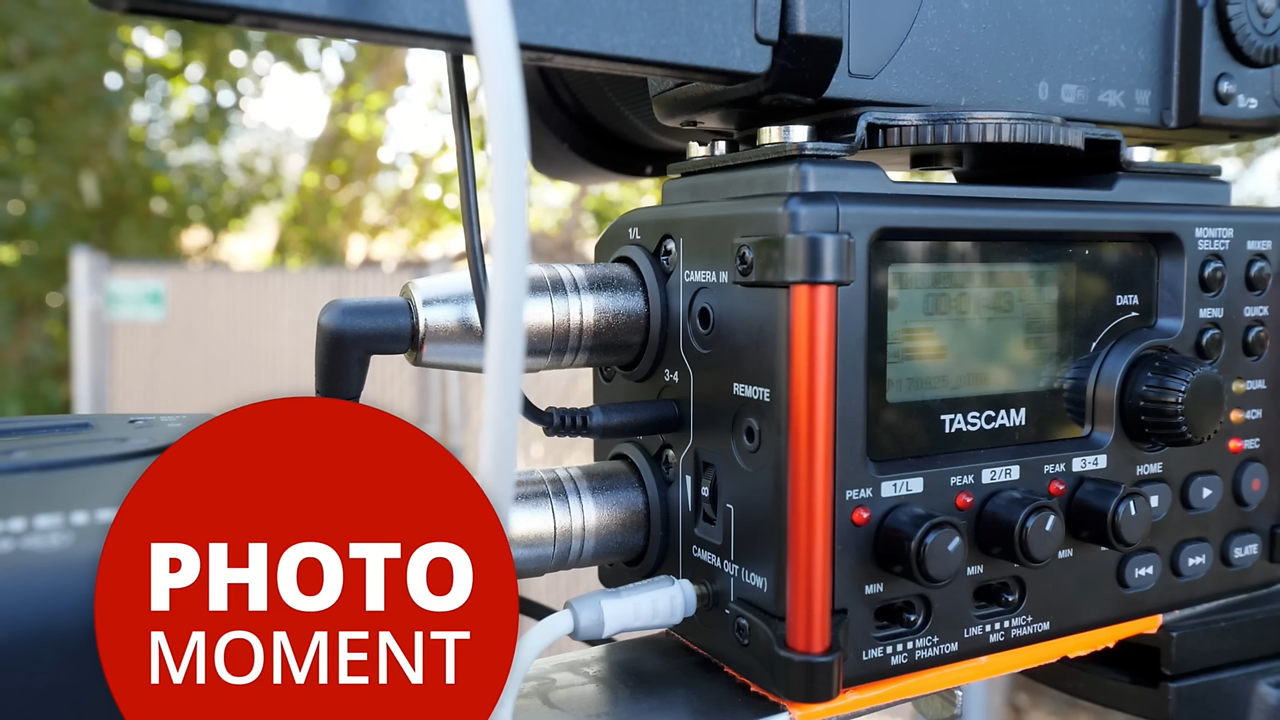 4K
1/L
CAMERA IN
3-4
REMOTE
8
CAMERA OUT (LOW)
MONITOR
SELECT
MIXER
MENU
QUICK
DATA
DUAL
4CH
REC
TASCAM
HOME
PEAK 1/L
PEAK 2/R
PEAK 3-4
MIN
MIN
MIN
SLATE
LINE MIC MIC+ PHANTOM
LINE MIC MIC+ PHANTOM
PHOTO
MOMENT